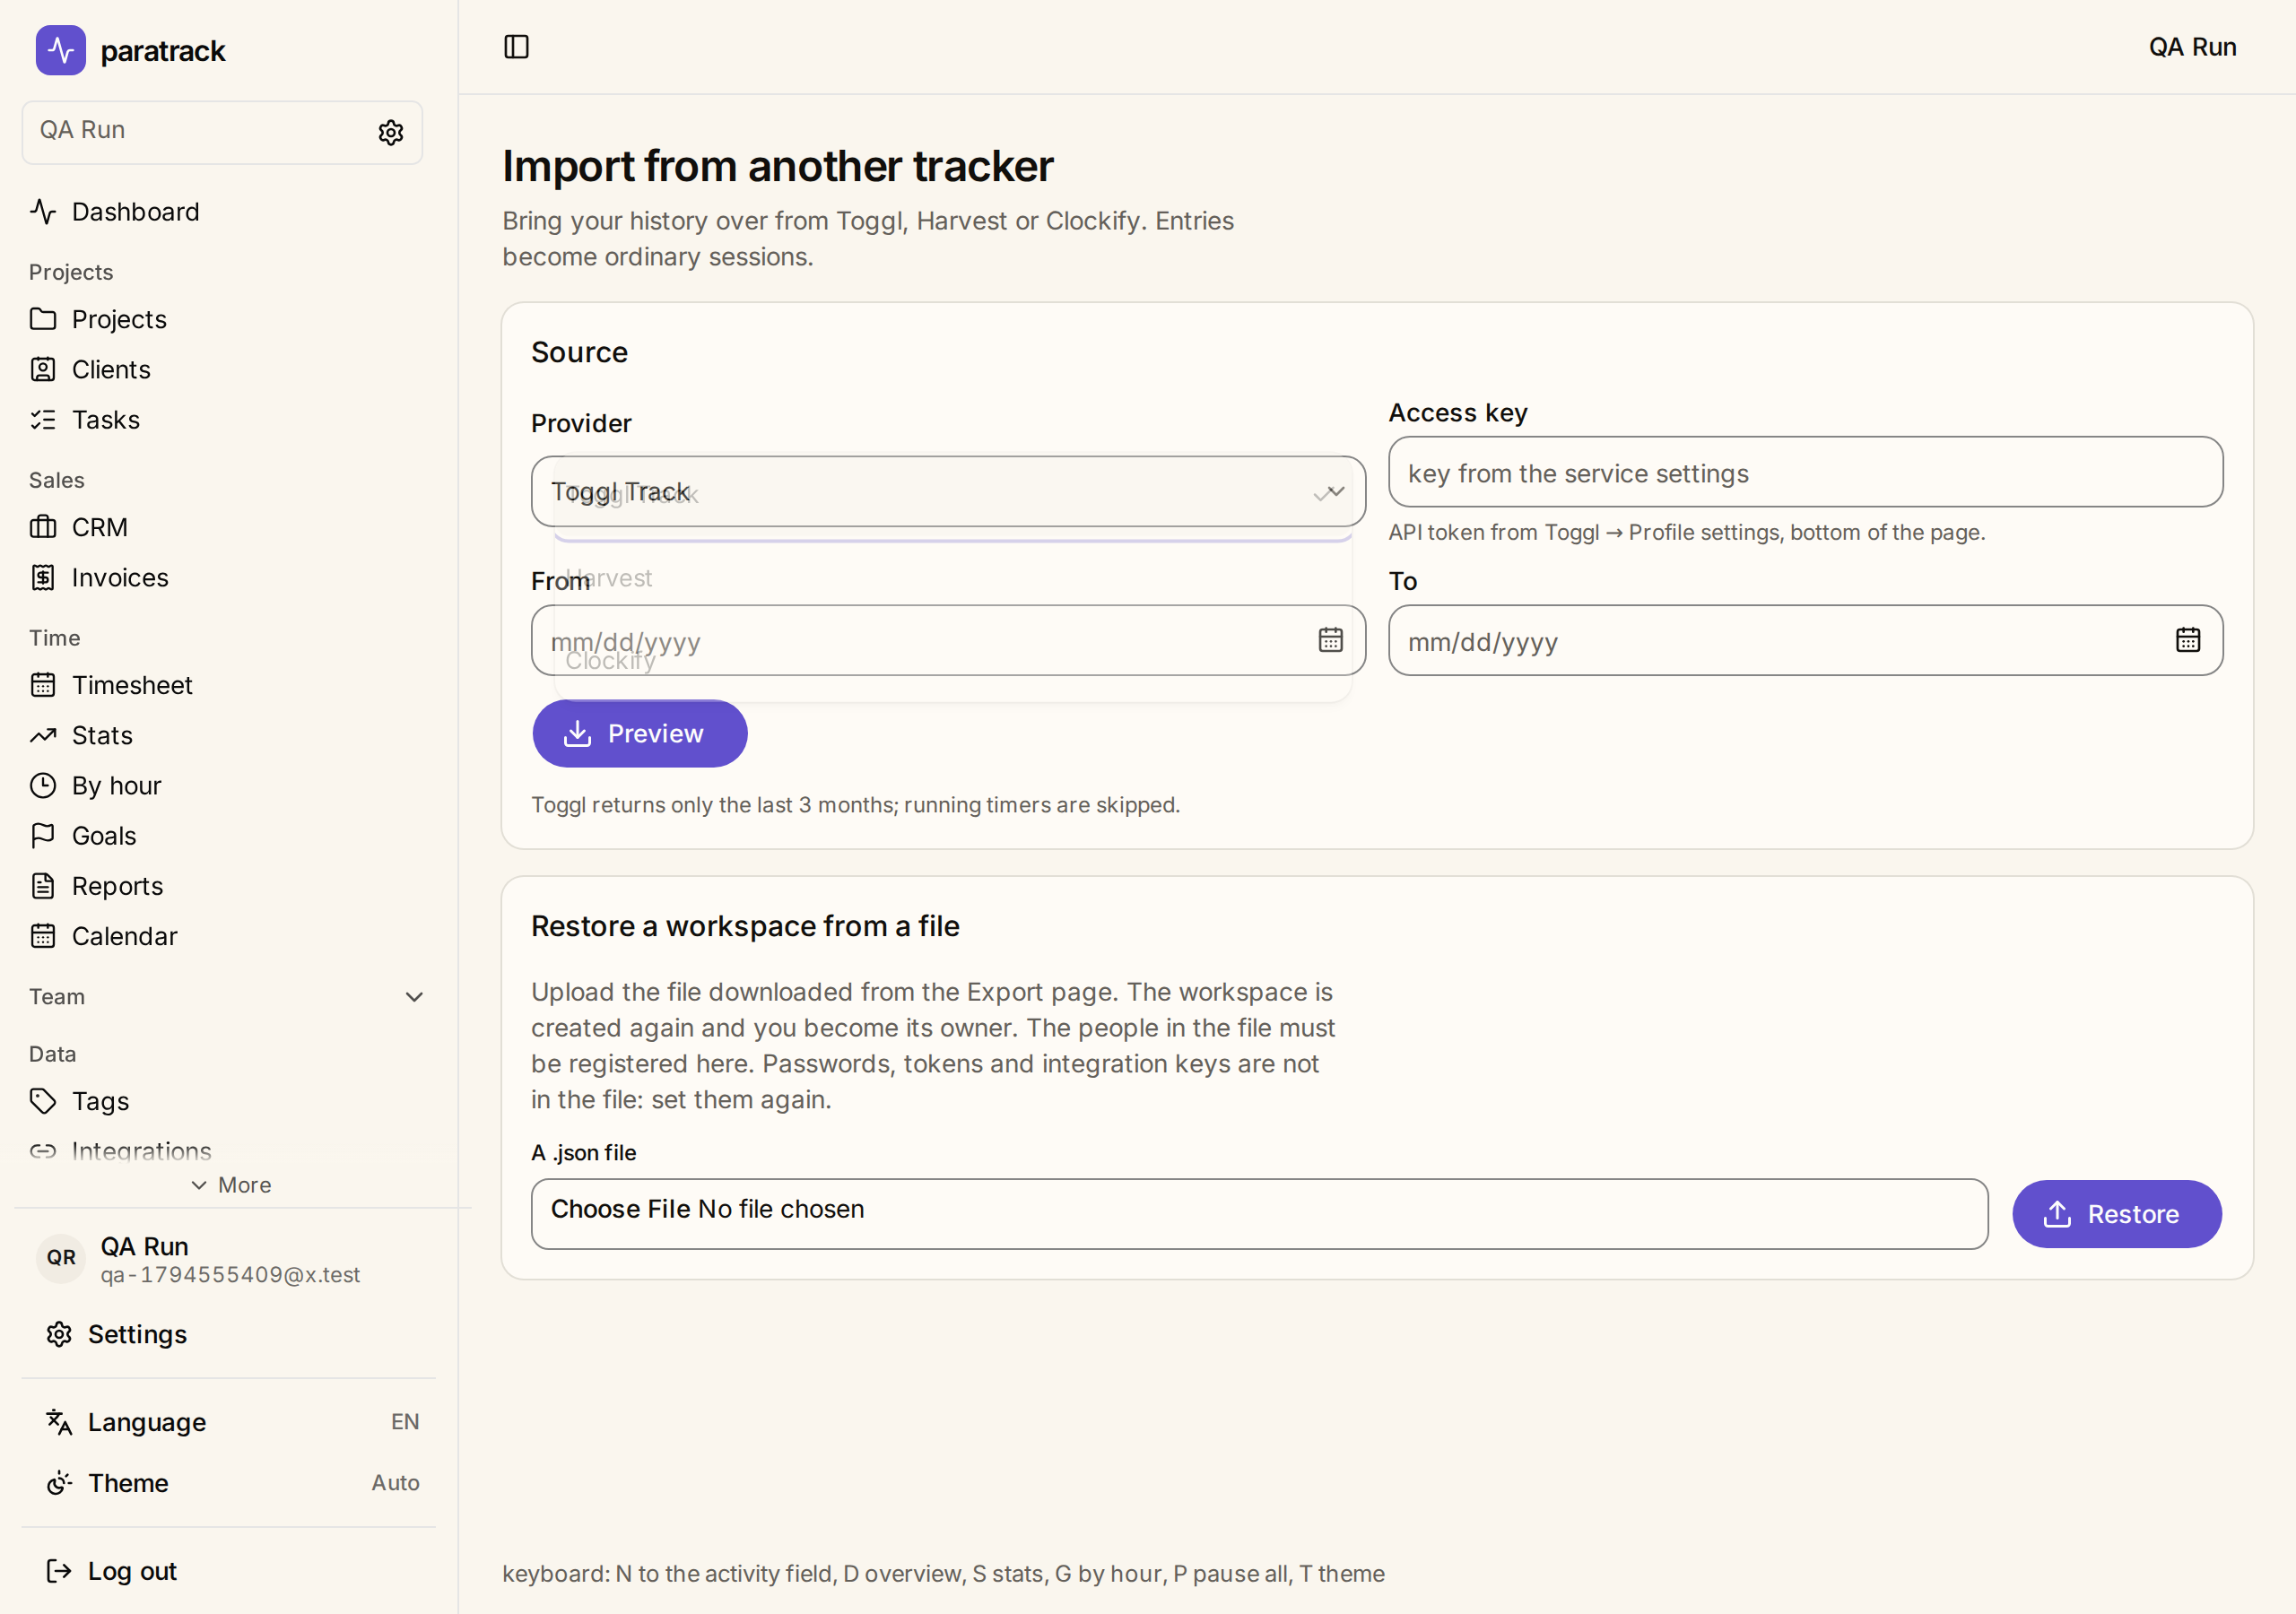 paratrack
QA Run
Dashboard
Projects
Projects
Clients
Tasks
Sales
CRM
Invoices
Time
Timesheet
Stats
By hour
Goals
Reports
Calendar
Team
Data
Tags
Integrations
More
QR
QA Run
qa-1794555409@x.test
Settings
Language EN
Theme Auto
Log out
QA Run
Import from another tracker
Bring your history over from Toggl, Harvest or Clockify. Entries
become ordinary sessions.
Source
Provider
Toggl Track
Toggl Track
Harvest
Clockify
Access key
key from the service settings
API token from Toggl → Profile settings, bottom of the page.
From
mm/dd/yyyy
To
mm/dd/yyyy
Preview
Toggl returns only the last 3 months; running timers are skipped.
Restore a workspace from a file
Upload the file downloaded from the Export page. The workspace is
created again and you become its owner. The people in the file must
be registered here. Passwords, tokens and integration keys are not
in the file: set them again.
A .json file
Choose File No file chosen
Restore
keyboard: N to the activity field, D overview, S stats, G by hour, P pause all, T theme